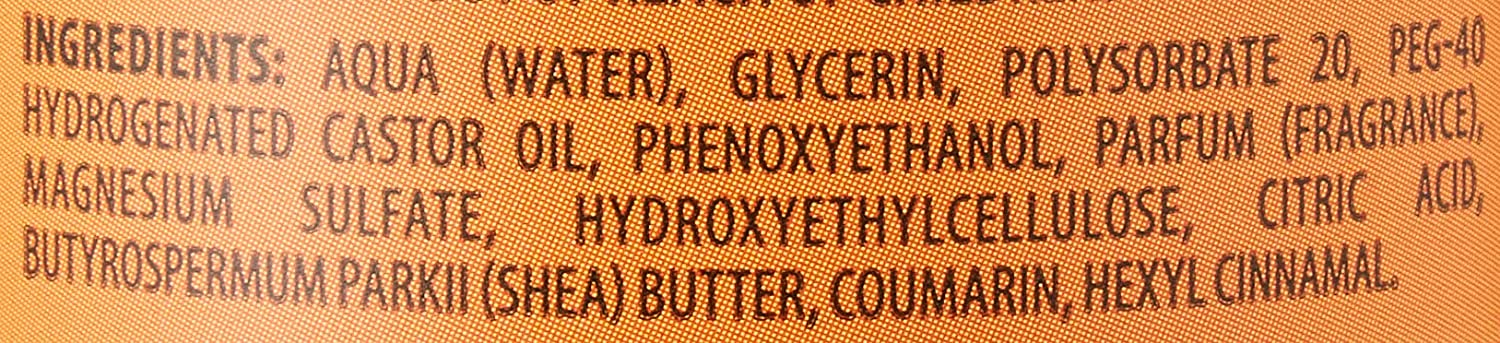 INGREDIENTS: AQUA (WATER), GLYCERIN, POLYSORBATE 20, PEG-40
HYDROGENATED CASTOR OIL, PHENOXYETHANOL, PARFUM (FRAGRANCE),
MAGNESIUM SULFATE, HYDROXYETHYLCELLULOSE, CITRIC ACID,
BUTYROSPERMUM PARKII (SHEA) BUTTER, COUMARIN, HEXYL CINNAMAL.